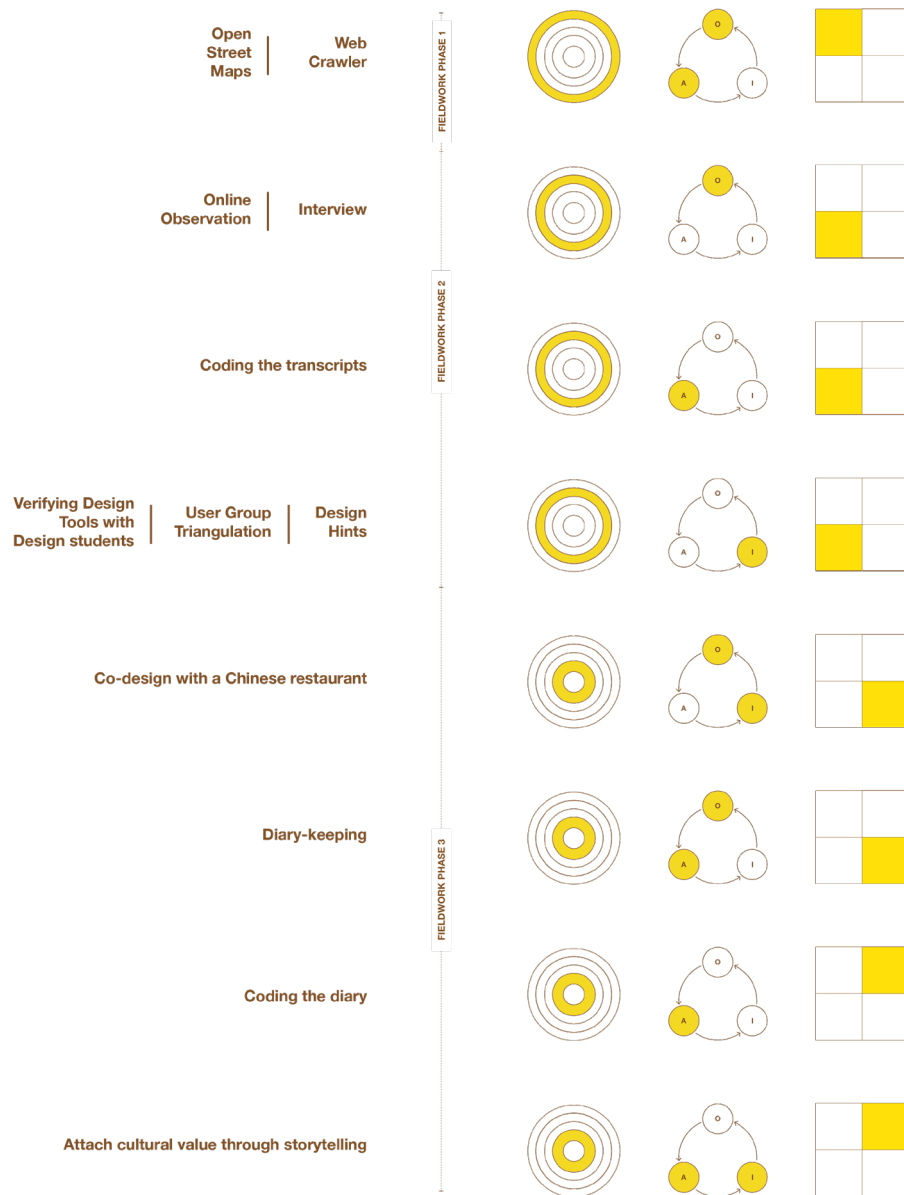 Open
Street
Maps
Web
Crawler
FIELDWORK PHASE 1
O
A
I
Online
Observation
Interview
O
A
I
FIELDWORK PHASE 2
Coding the transcripts
O
A
I
Verifying Design
Tools with
Design students
User Group
Triangulation
Design
Hints
O
A
I
Co-design with a Chinese restaurant
O
A
I
Diary-keeping
FIELDWORK PHASE 3
O
A
I
Coding the diary
O
A
I
Attach cultural value through storytelling
O
A
I